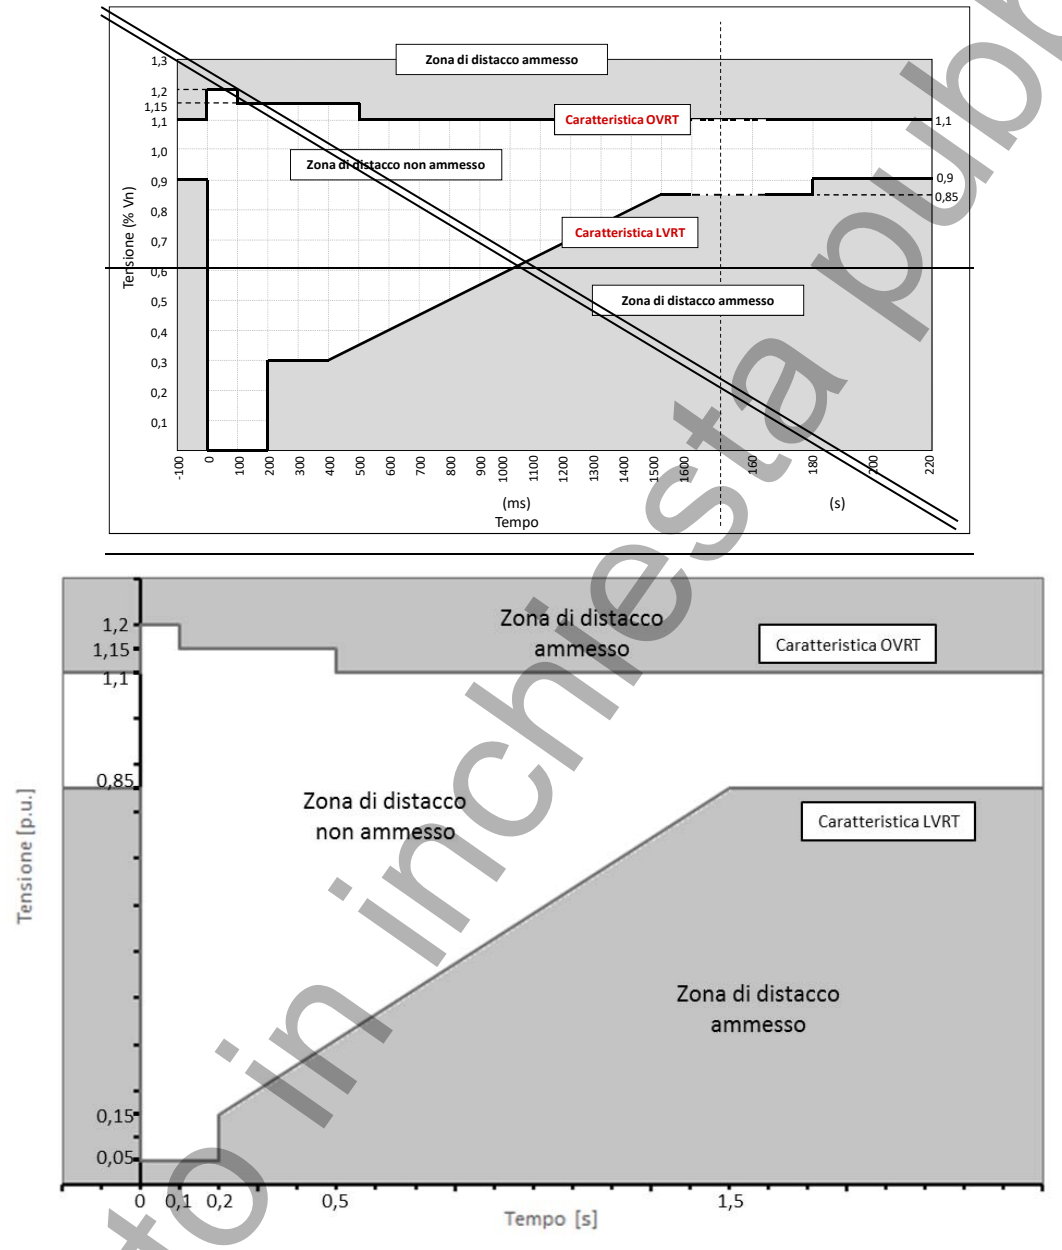 Zona di distacco ammesso
1,3
1,2
1,15
1,1
Caratteristica OVRT
1,1
1,0
Zona di distacco non ammesso
0,9
0,9
0,85
0,8
Caratteristica LVRT
0,7
0,6
Zona di distacco ammesso
0,5
0,4
0,3
0,2
0,1
Tensione (% Vn)
-100 0 100 200 300 400 500 600 700 800 900 1000 1100 1200 1300 1400 1500 1600 160 180 200 220
(ms) (s)
Tempo
Zona di distacco
ammesso
1,2
1,15
Caratteristica OVRT
1,1
0,85
Zona di distacco
non ammesso
Caratteristica LVRT
Tensione [p.u.]
Zona di distacco
ammesso
0,15
0,05
0 0,1 0,2 0,5 1,5
Tempo [s]
to in inchiesta pubb